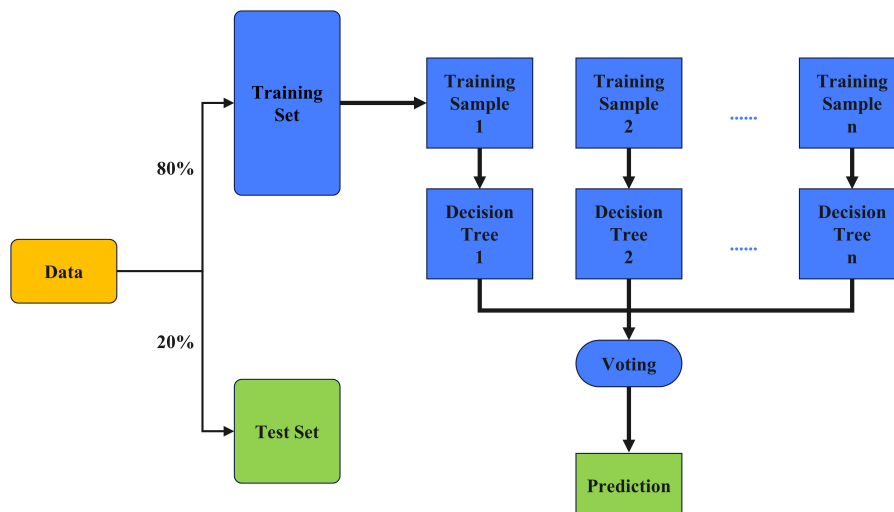 Training
Set
Training
Sample
1
Training
Sample
2
......
Training
Sample
n
80%
Decision
Tree
1
Decision
Tree
2
......
Decision
Tree
n
Data
20%
Voting
Test Set
Prediction